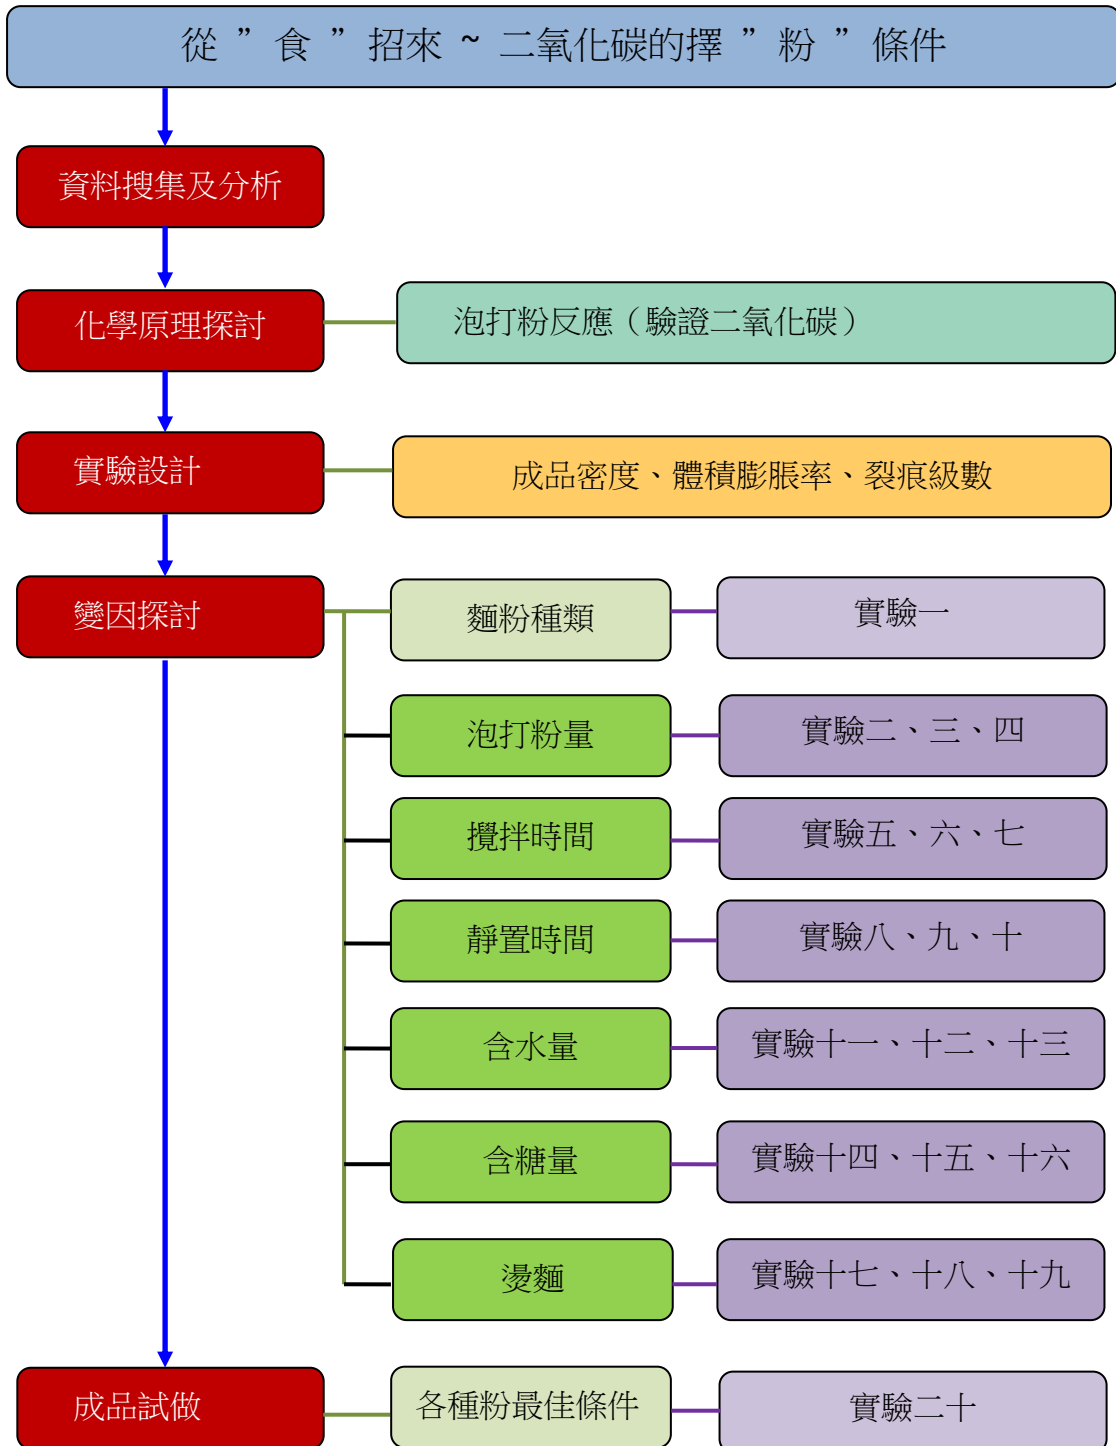 從 ” 食 ” 招來 ~ 二氧化碳的擇 ” 粉 ” 條件
資料搜集及分析
化學原理探討
泡打粉反應（驗證二氧化碳）
實驗設計
成品密度、體積膨脹率、裂痕級數
變因探討
麵粉種類
實驗一
泡打粉量
實驗二、三、四
攪拌時間
實驗五、六、七
靜置時間
實驗八、九、十
含水量
實驗十一、十二、十三
含糖量
實驗十四、十五、十六
燙麵
實驗十七、十八、十九
成品試做
各種粉最佳條件
實驗二十